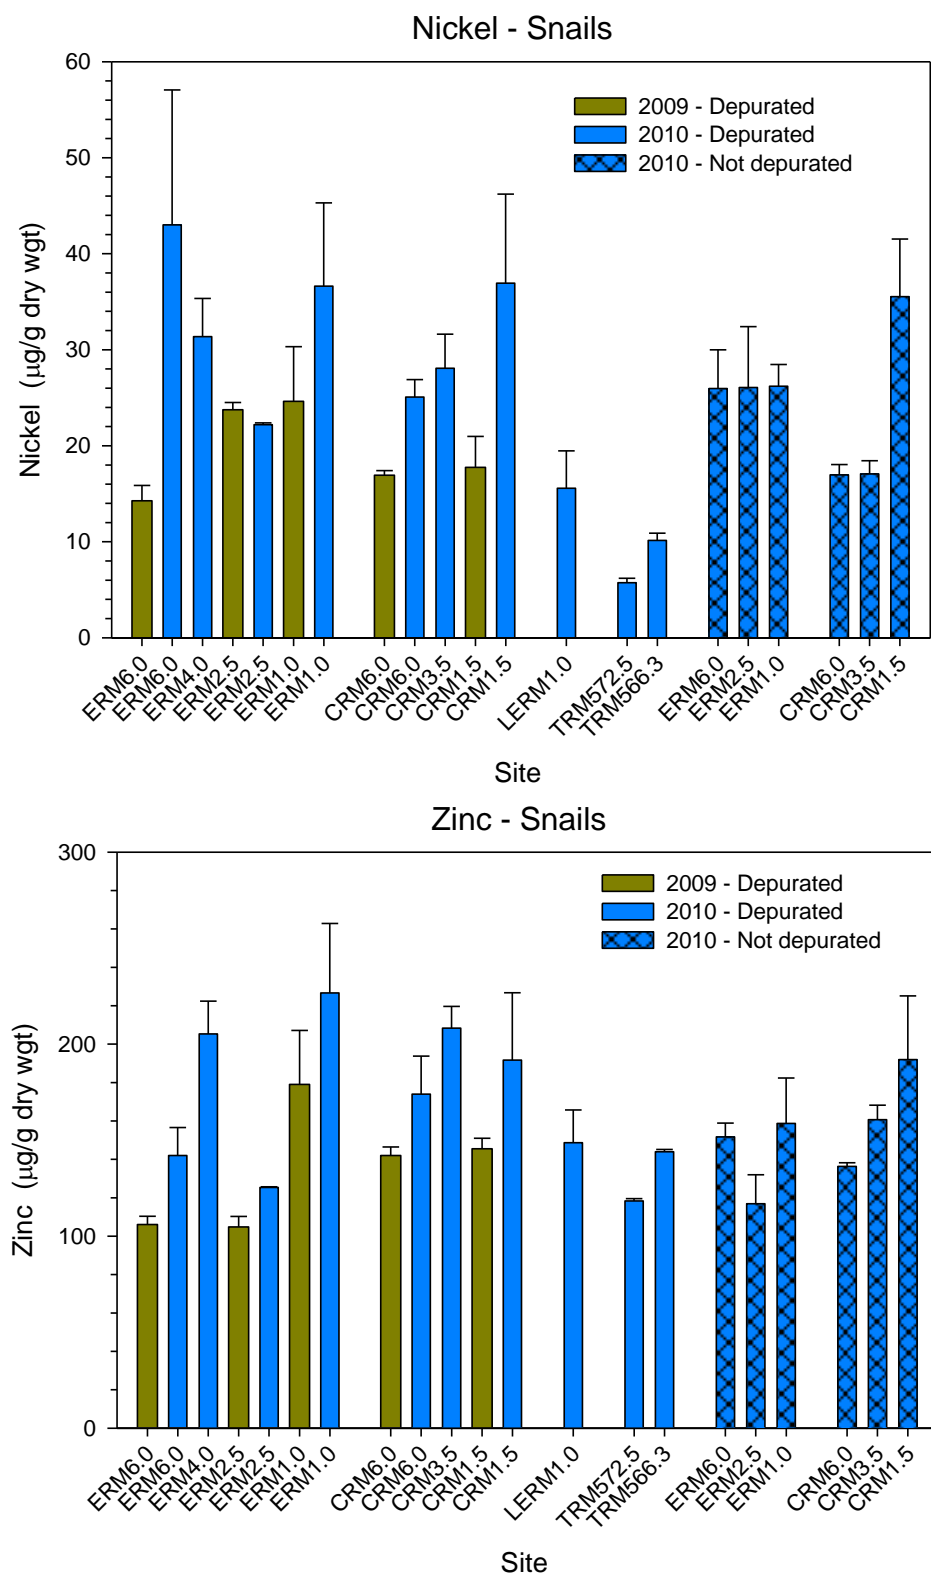 Nickel - Snails
60
50
40
30
20
10
0
Nickel (µg/g dry wgt)
2009 - Depurated
2010 - Depurated
2010 - Not depurated
ERM6.0
ERM6.0
ERM4.0
ERM2.5
ERM2.5
ERM1.0
ERM1.0
CRM6.0
CRM6.0
CRM3.5
CRM1.5
CRM1.5
LERM1.0
TRM572.5
TRM566.3
ERM6.0
ERM2.5
ERM1.0
CRM6.0
CRM3.5
CRM1.5
Site
Zinc - Snails
300
200
100
0
Zinc (µg/g dry wgt)
2009 - Depurated
2010 - Depurated
2010 - Not depurated
ERM6.0
ERM6.0
ERM4.0
ERM2.5
ERM2.5
ERM1.0
ERM1.0
CRM6.0
CRM6.0
CRM3.5
CRM1.5
CRM1.5
LERM1.0
TRM572.5
TRM566.3
ERM6.0
ERM2.5
ERM1.0
CRM6.0
CRM3.5
CRM1.5
Site